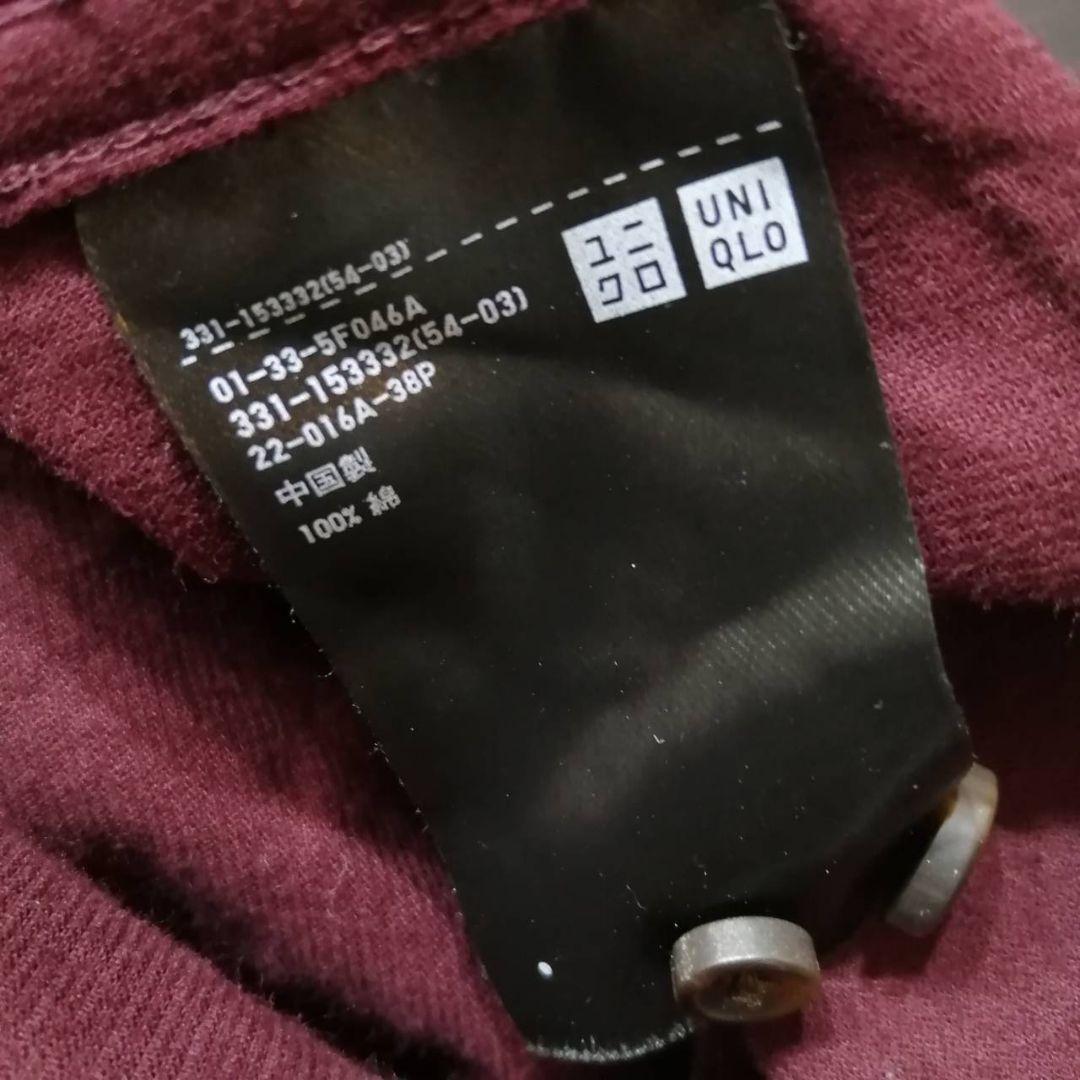 ユニ
クロ
UNI
QLO
331-153332(54-03)
01-33-5F046A
331-153332(54-03)
22-016A-38P
中国製
100% 綿